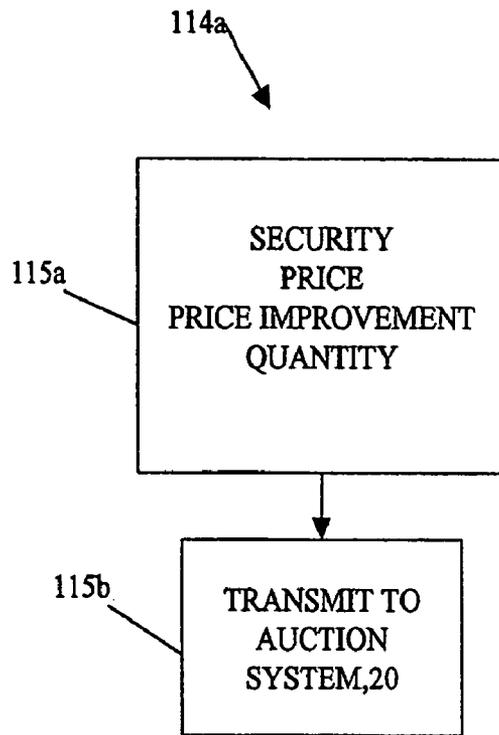 114a
115a
SECURITY
PRICE
PRICE IMPROVEMENT
QUANTITY
115b
TRANSMIT TO
AUCTION
SYSTEM,20